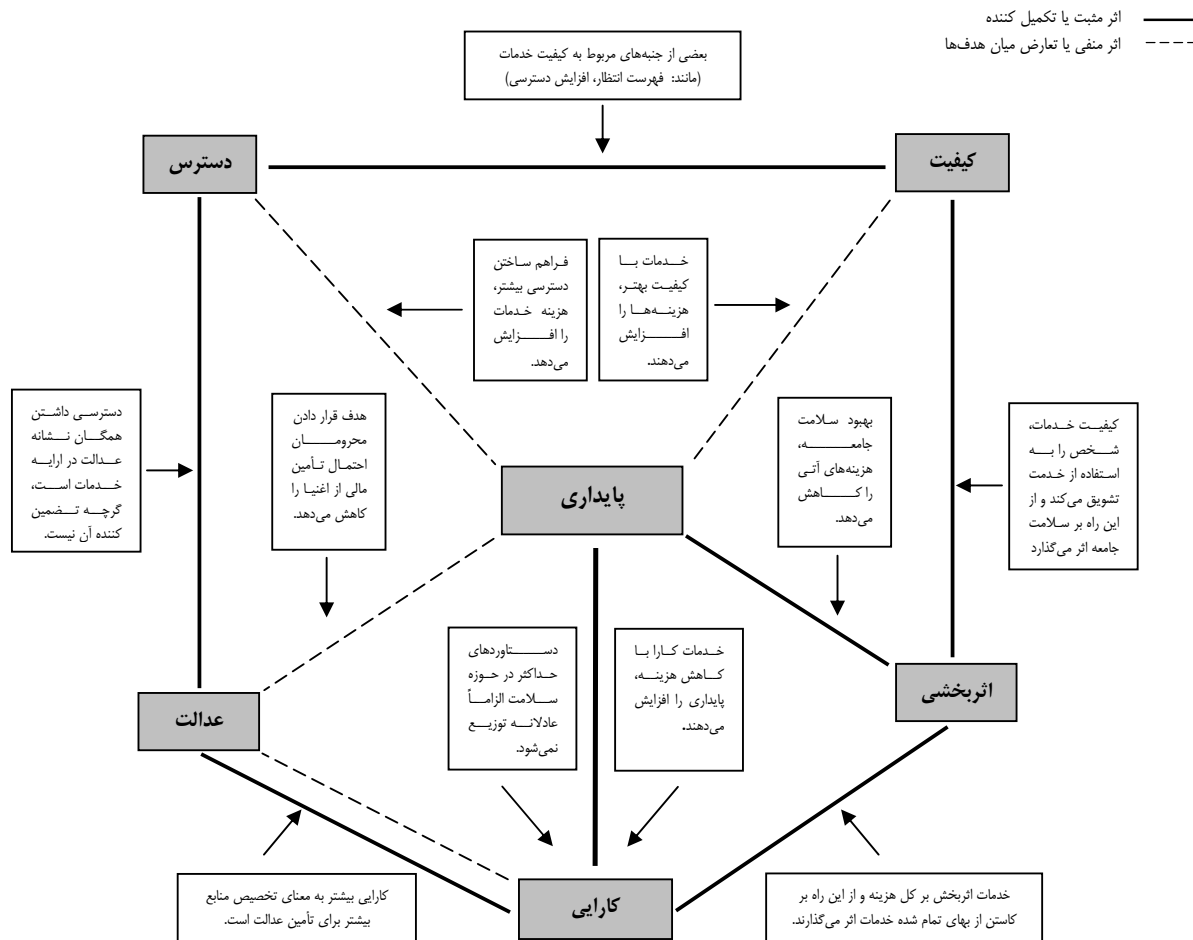 اثر مثبت یا تکمیل کننده
اثر منفی یا تعارض میان هدف‌ها
بعضی از جنبه‌های مربوط به کیفیت خدمات
(مانند: فهرست انتظار، افزایش دسترسی)
دسترس
کیفیت
خدمات با
کیفیت بهتر،
هزینه‌ها را
افزایش
می‌دهند.
فراهم ساختن
دسترسی بیشتر،
هزینه خدمات
را افزایش
می‌دهد.
کیفیت خدمات،
شخص را به
استفاده از خدمت
تشویق می‌کند و از
این راه بر سلامت
جامعه اثر می‌گذارد
بهبود سلامت
جامعه،
هزینه‌های آتی
را کاهش
می‌دهد.
هدف قرار دادن
محرومان
احتمال تأمین
مالی از اغنیا را
کاهش می‌دهد.
دسترسی داشتن
همگان نشانه
عدالت در ارایه
خدمات است،
گرچه تضمین
کننده آن نیست.
پایداری
اثربخشی
عدالت
خدمات کارا با
کاهش هزینه،
پایداری را افزایش
می‌دهند.
دستاوردهای
حداکثر در حوزه
سلامت الزاماً
عادلانه توزیع
نمی‌شود.
کارایی
خدمات اثربخش بر کل هزینه و از این راه بر
کاستن از بهای تمام شده خدمات اثر می‌گذارند.
کارایی بیشتر به معنای تخصیص منابع
بیشتر برای تأمین عدالت است.